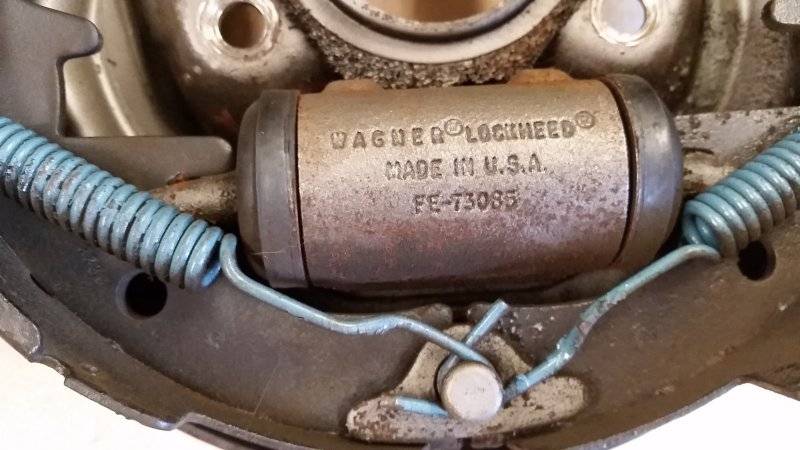 WAGNER® LOCKHEED®
MADE IN U.S.A.
FE-73085